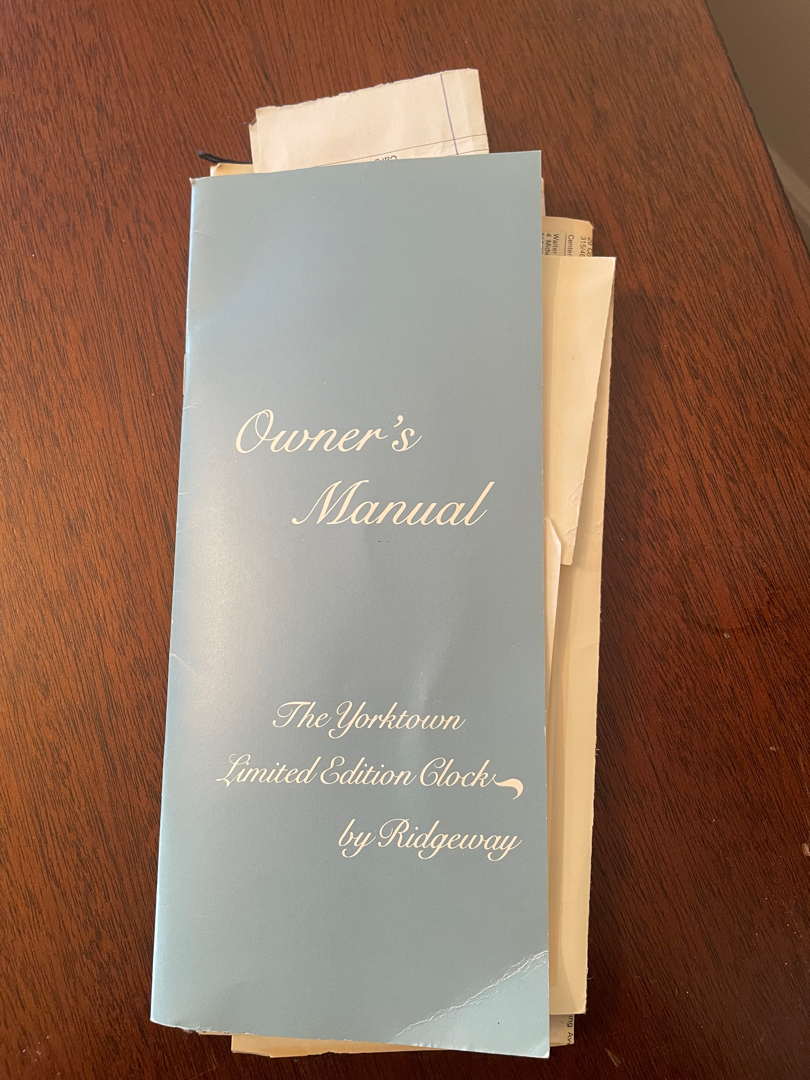 Owner's
Manual
The Yorktown
Limited Edition Clock
by Ridgeway